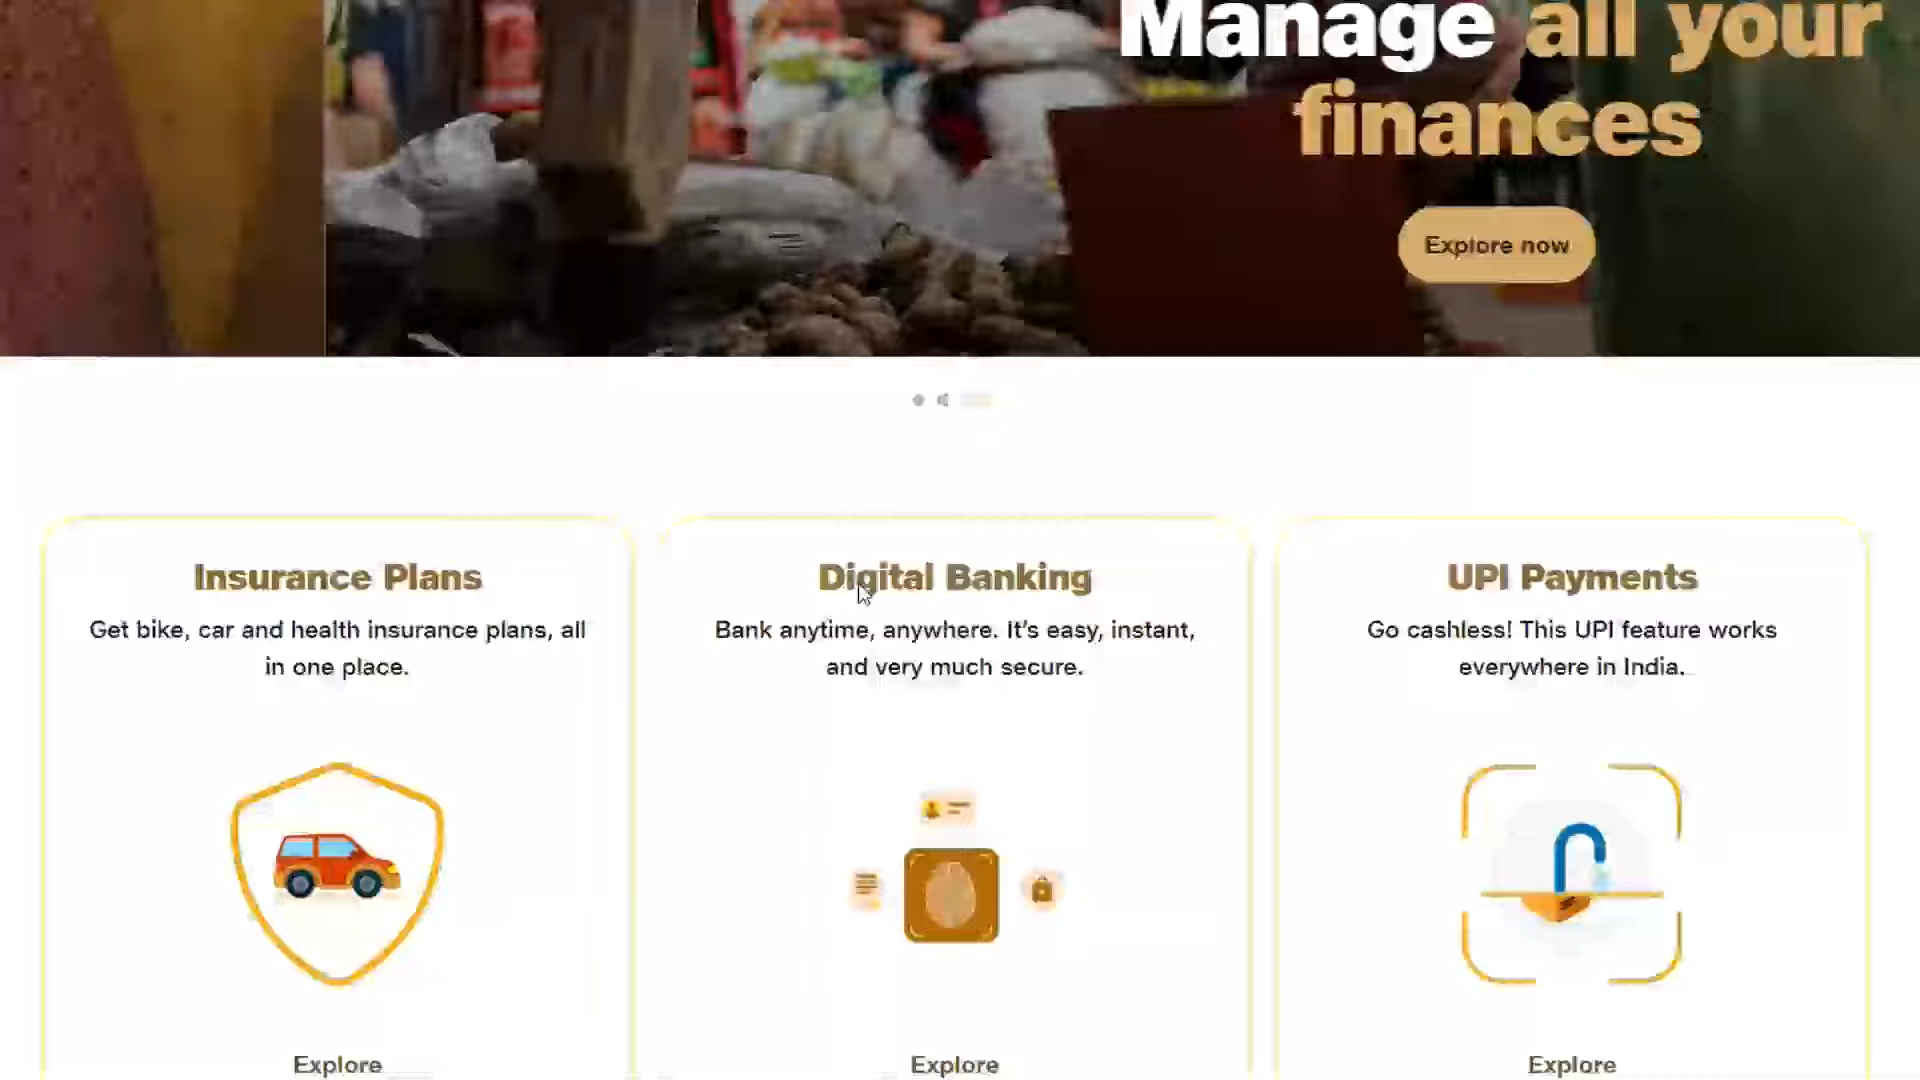 Manage all your
finances
Explore now
Insurance Plans
Get bike, car and health insurance plans, all
in one place.
Explore
Digital Banking
Bank anytime, anywhere. It's easy, instant,
and very much secure.
Explore
UPI Payments
Go cashless! This UPI feature works
everywhere in India.
Explore